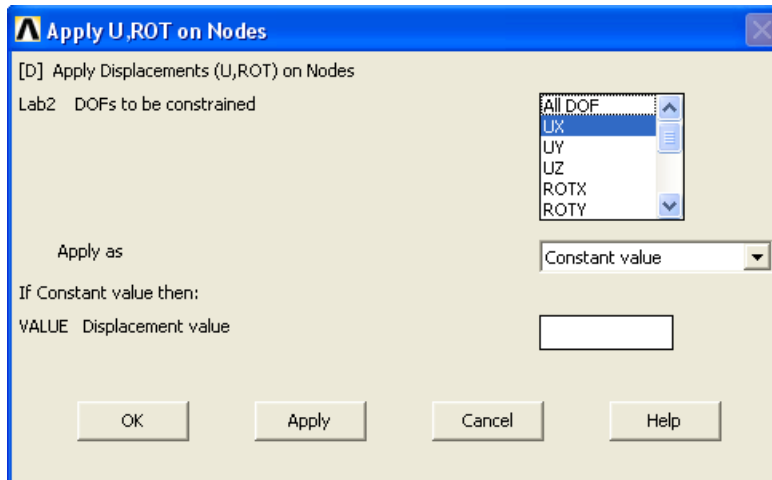 Apply U,ROT on Nodes
[D] Apply Displacements (U,ROT) on Nodes
Lab2 DOFs to be constrained
All DOF
UX
UY
UZ
ROTX
ROTY
Apply as
Constant value
If Constant value then:
VALUE Displacement value
OK Apply Cancel Help